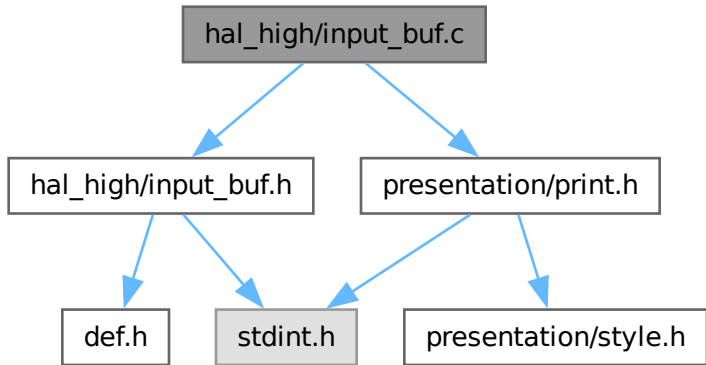 hal_high/input_buf.c
hal_high/input_buf.h
presentation/print.h
def.h
stdint.h
presentation/style.h